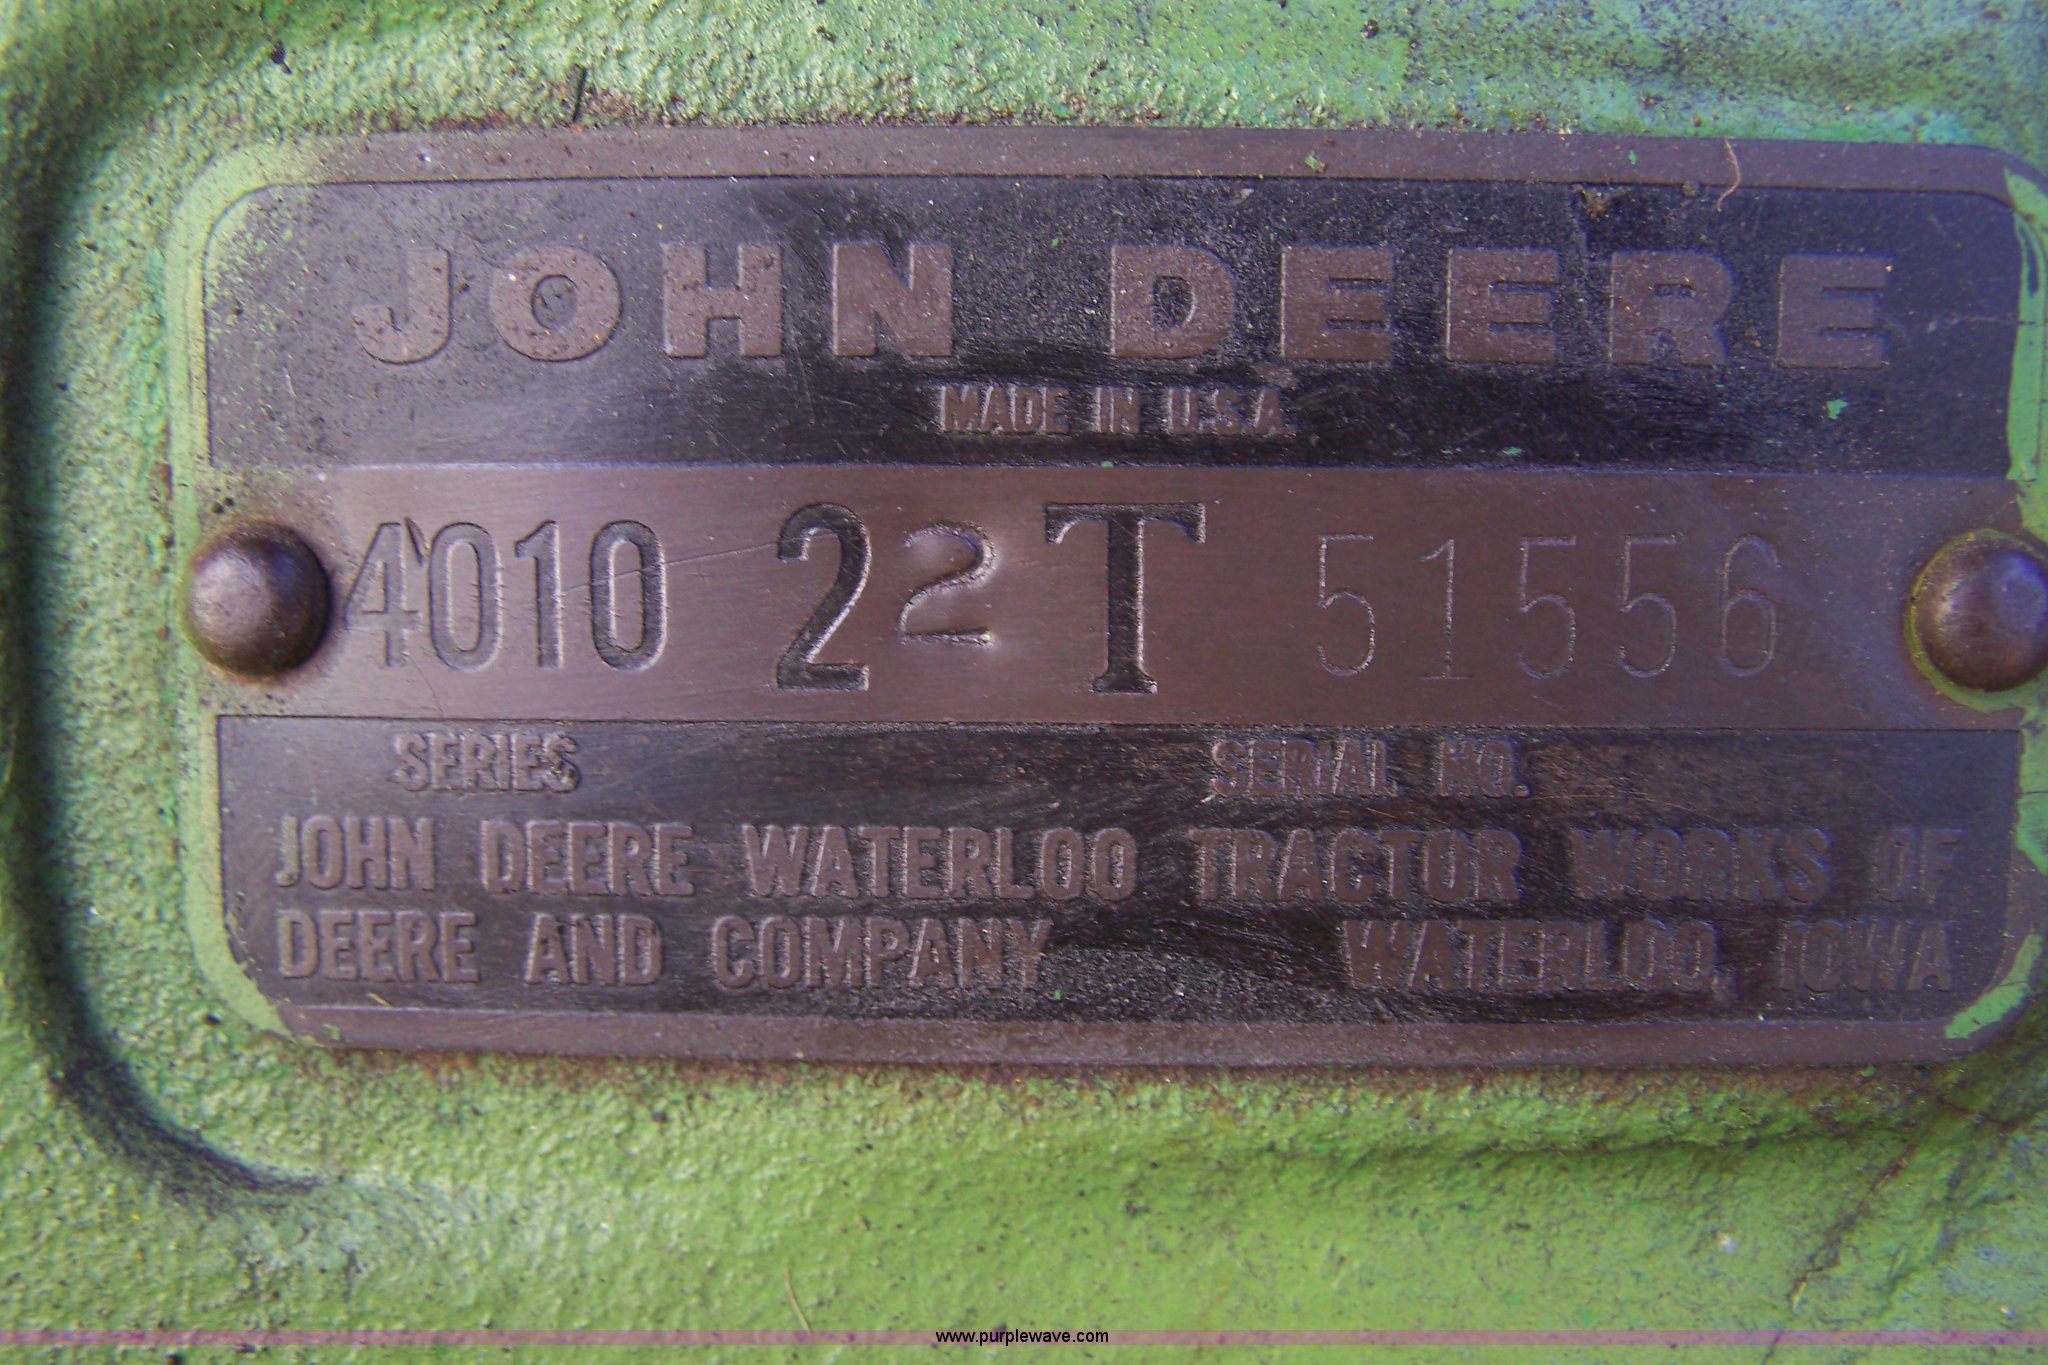 JOHN DEERE
MADE IN U.S.A.
4010 22T 51556
SERIES SERIAL NO.
JOHN DEERE WATERLOO TRACTOR WORKS OF
DEERE AND COMPANY WATERLOO, IOWA
www.purplewave.com